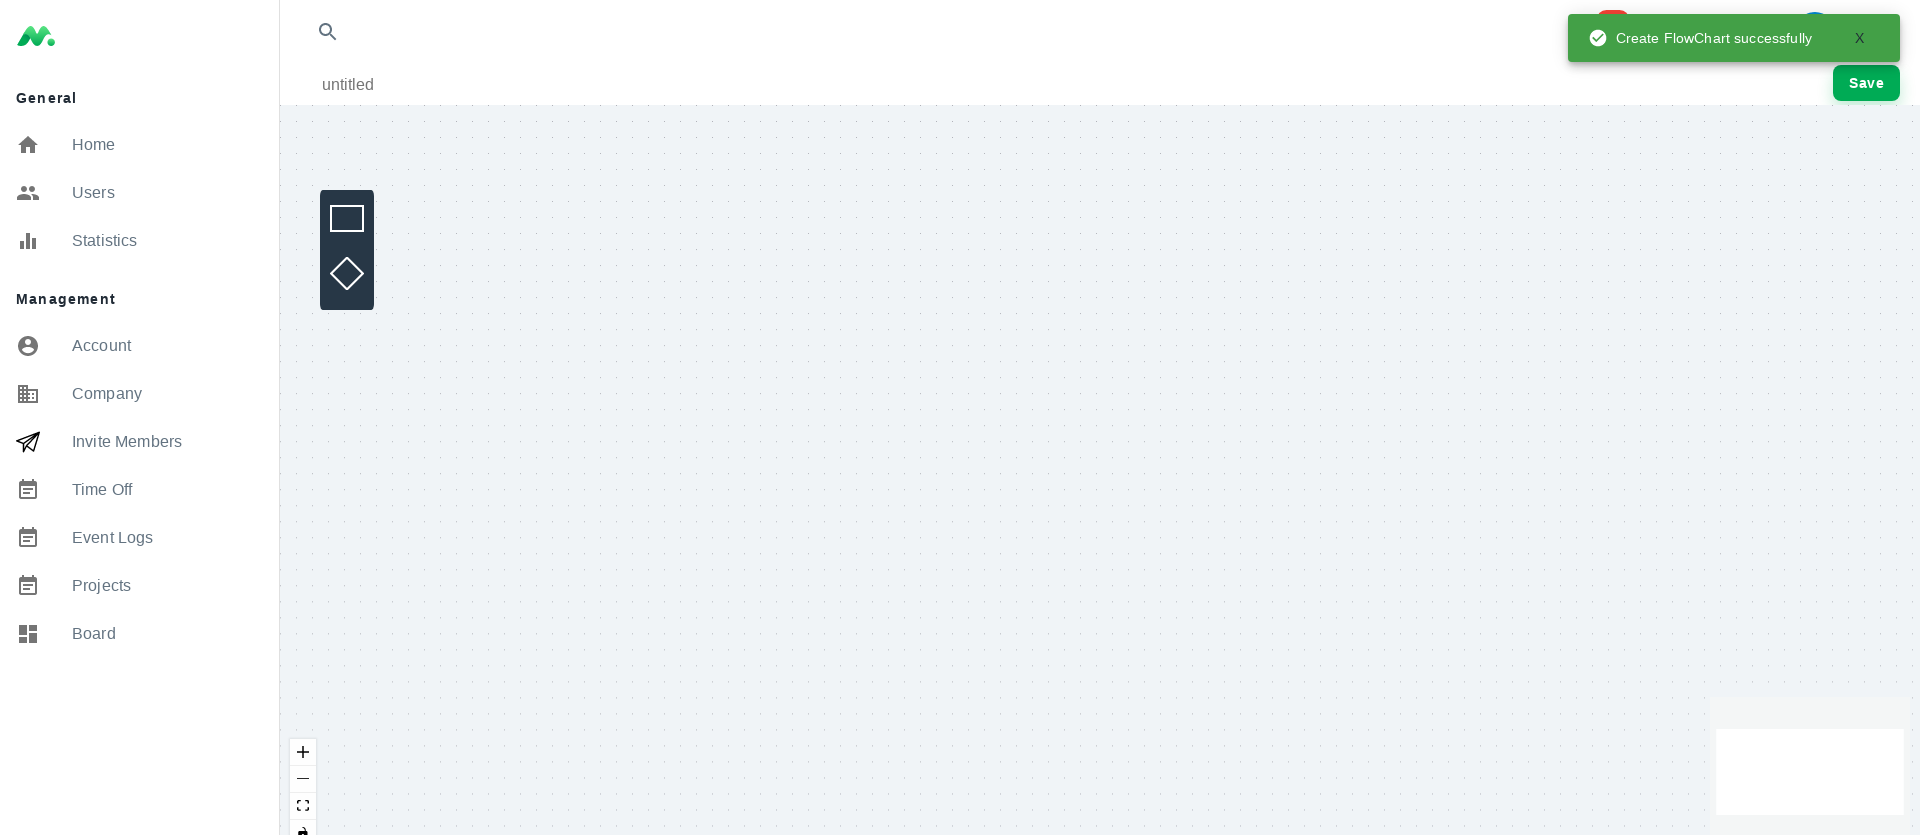 Create FlowChart successfully X
untitled
Save
General
Home
Users
Statistics
Management
Account
Company
Invite Members
Time Off
Event Logs
Projects
Board